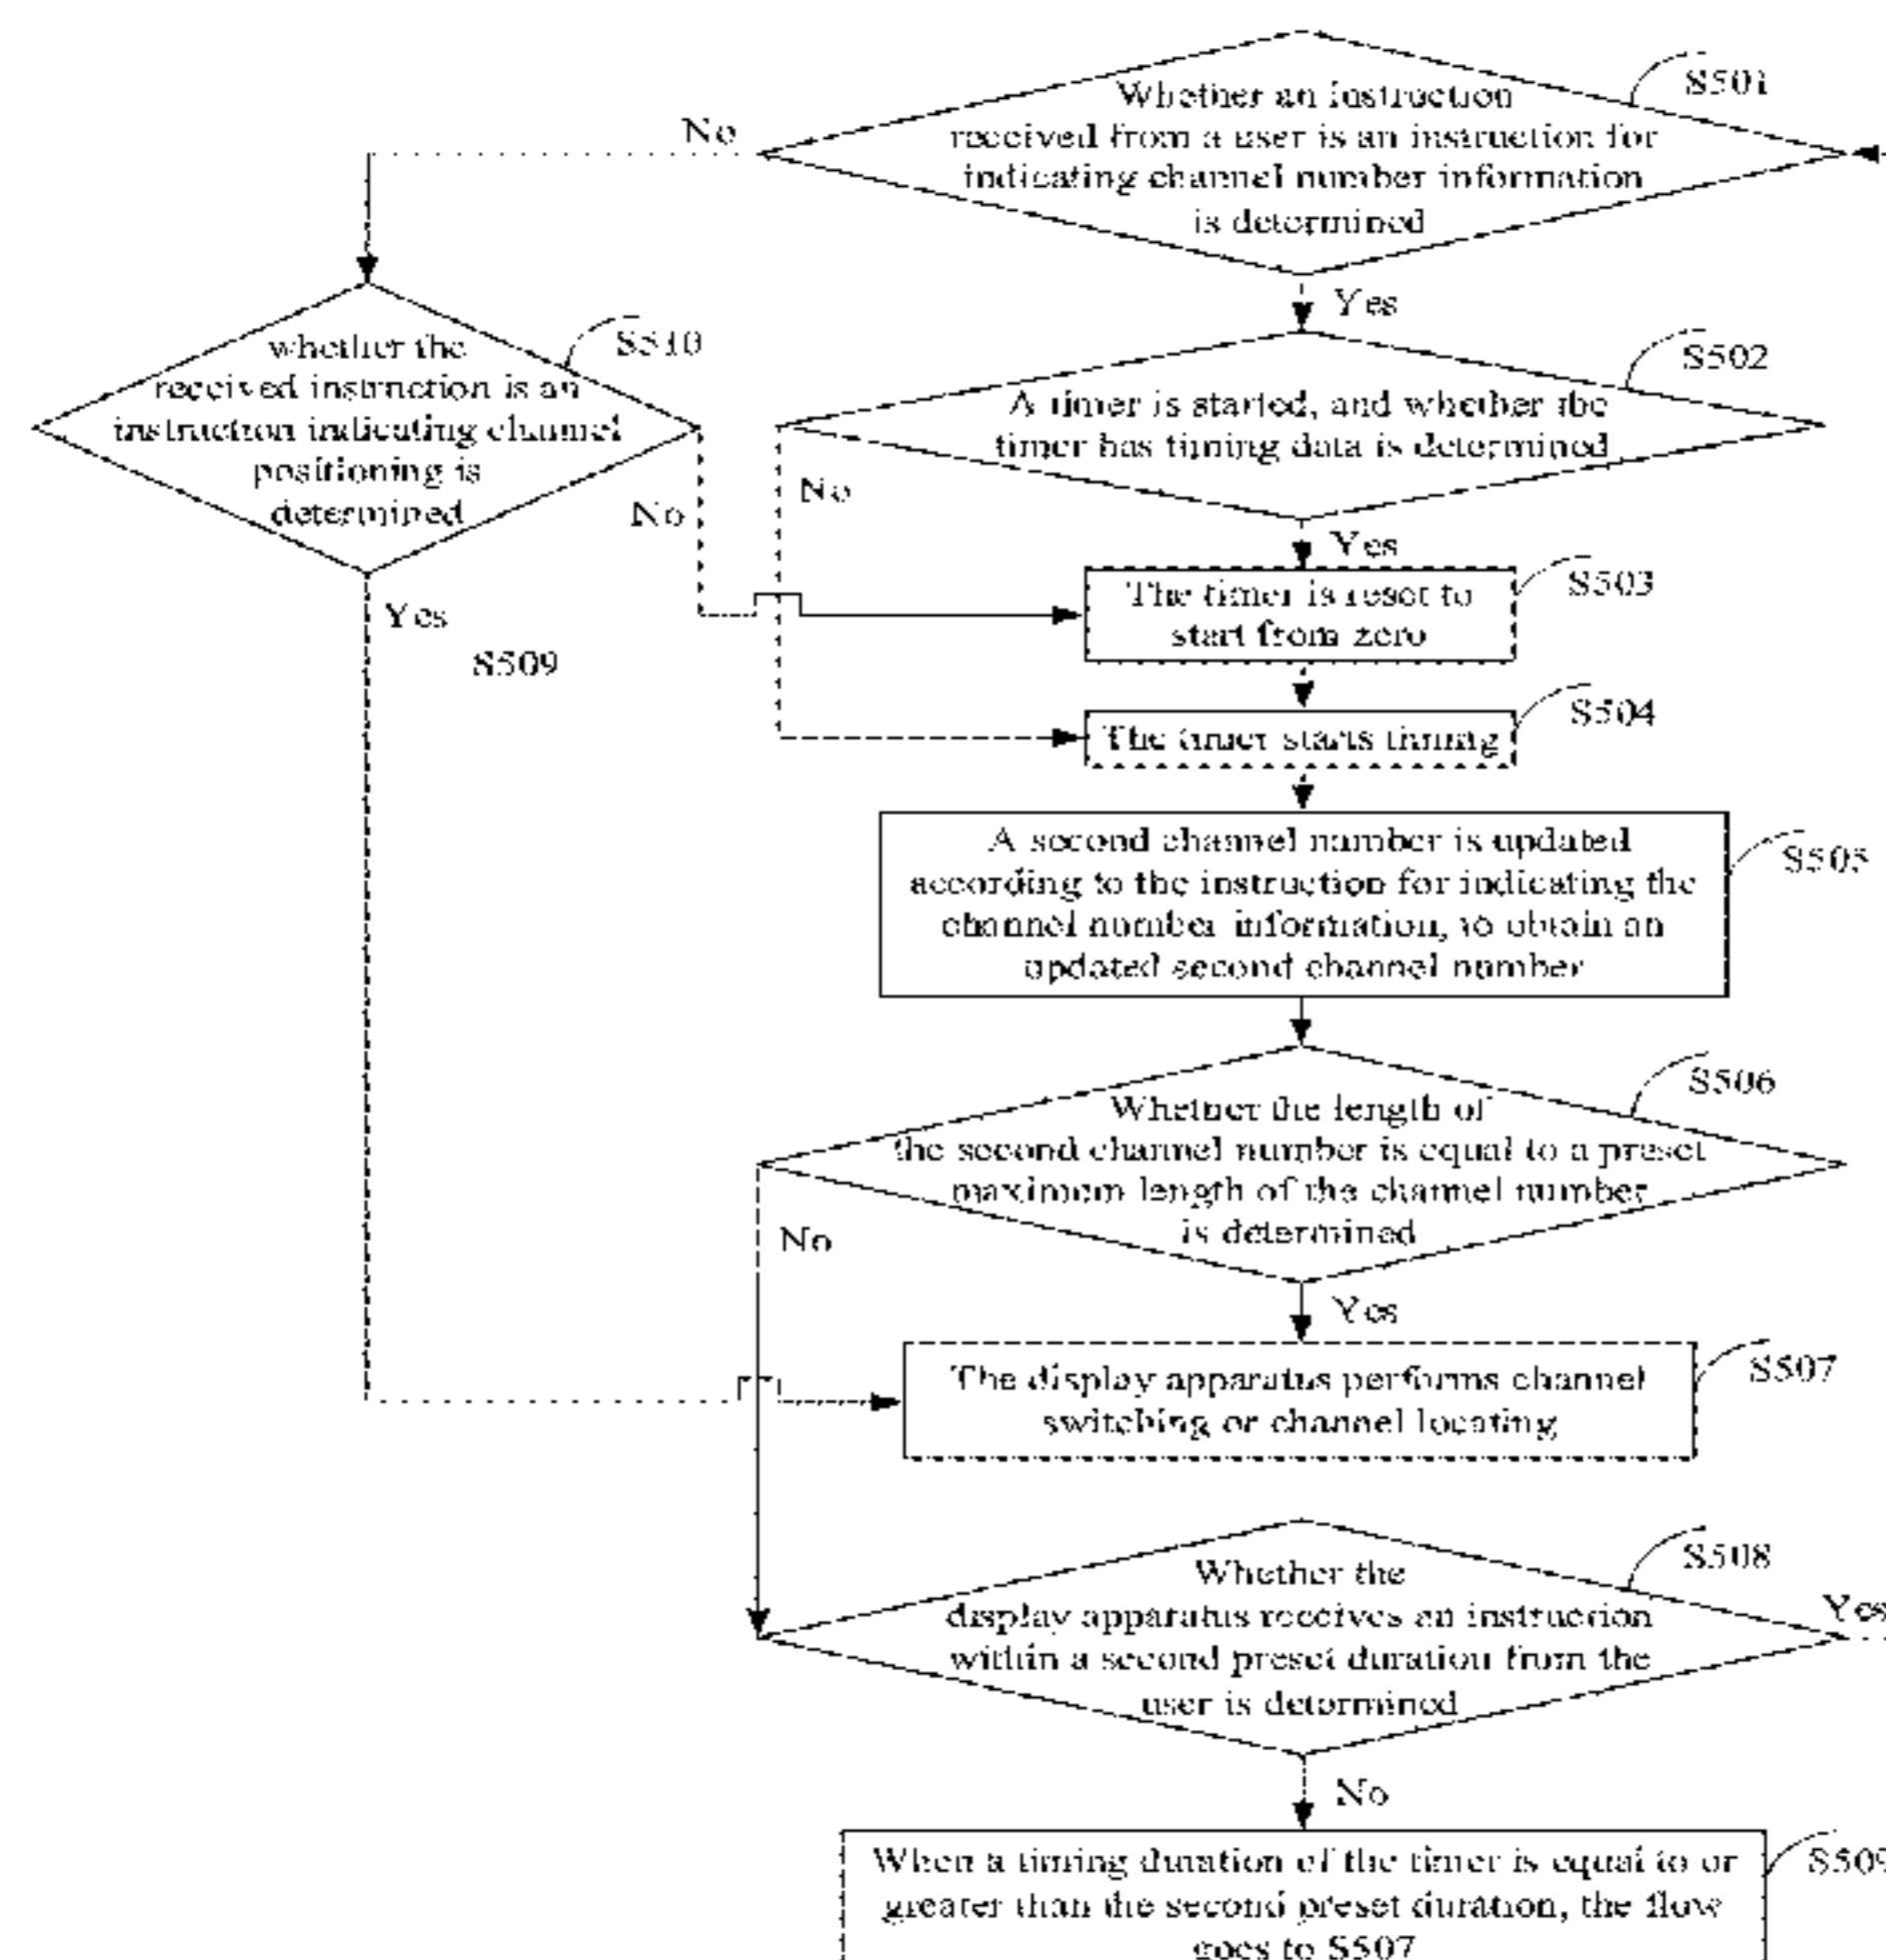 Whether an instruction
received from a user is an instruction for
indicating channel number information
is determined
S501
No
Yes
whether the
received instruction is an
instruction indicating channel
positioning is
determined
S510
A timer is started, and whether the
timer has timing data is determined
S502
No
No
Yes
The timer is reset to
start from zero
S503
Yes
S509
The timer starts timing
S504
A second channel number is updated
according to the instruction for indicating the
channel number information, to obtain an
updated second channel number
S505
Whether the length of
the second channel number is equal to a preset
maximum length of the channel number
is determined
S506
No
Yes
The display apparatus performs channel
switching or channel locating
S507
Whether the
display apparatus receives an instruction
within a second preset duration from the
user is determined
S508
Yes
No
When a timing duration of the timer is equal to or
greater than the second preset duration, the flow
goes to S507
S509